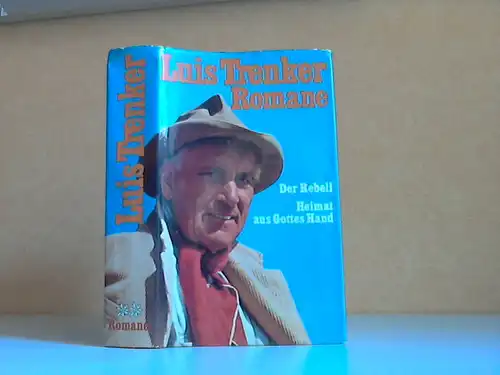 Luis Trenker
Romane
Luis Trenker
Romane
Der Rebell
Heimat
aus Gottes Hand